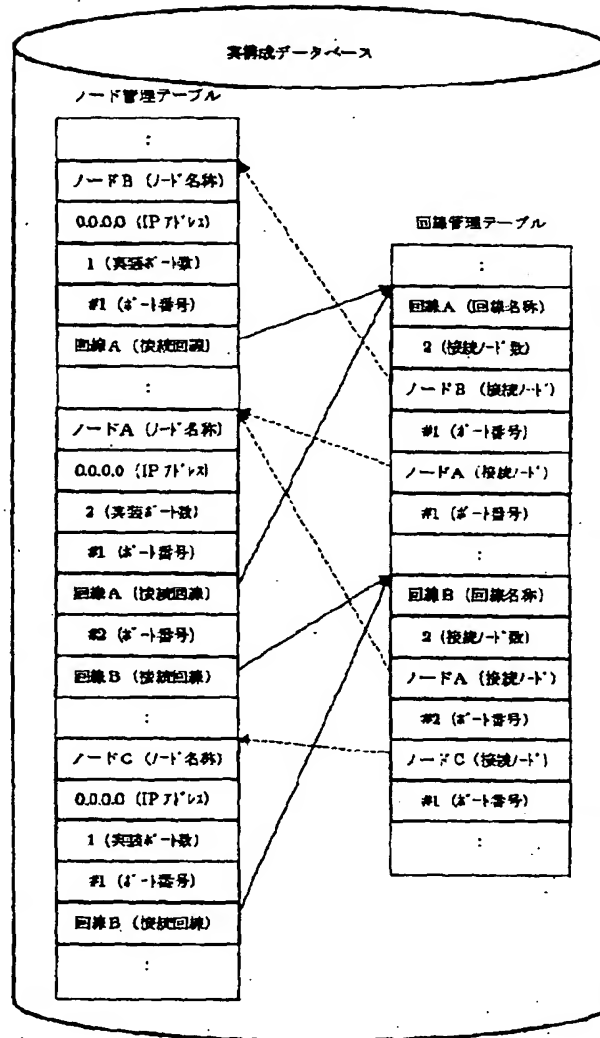 実構成データベース
ノード管理テーブル
:
ノードB (ノード名称)
0.0.0.0 (IPアドレス)
1 (実装ポート数)
#1 (ポート番号)
回線A (接続回線)
:
ノードA (ノード名称)
0.0.0.0 (IPアドレス)
2 (実装ポート数)
#1 (ポート番号)
回線A (接続回線)
#2 (ポート番号)
回線B (接続回線)
:
ノードC (ノード名称)
0.0.0.0 (IPアドレス)
1 (実装ポート数)
#1 (ポート番号)
回線B (接続回線)
:
回線管理テーブル
:
回線A (回線名称)
2 (接続ノード数)
ノードB (接続ノード)
#1 (ポート番号)
ノードA (接続ノード)
#1 (ポート番号)
:
回線B (回線名称)
2 (接続ノード数)
ノードA (接続ノード)
#2 (ポート番号)
ノードC (接続ノード)
#1 (ポート番号)
: